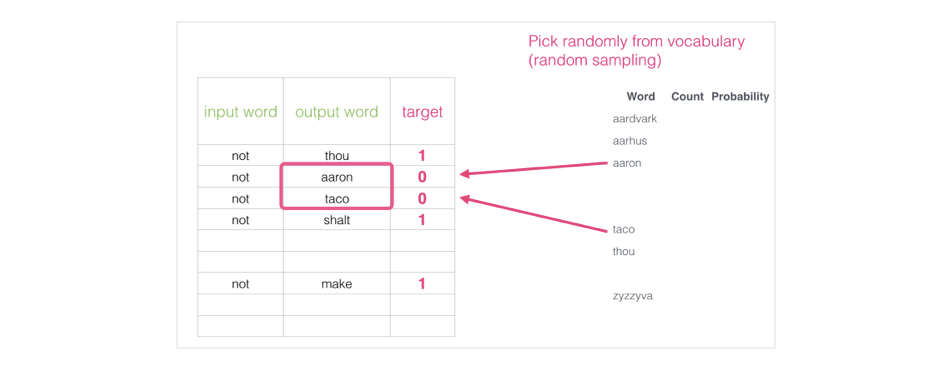 Pick randomly from vocabulary
(random sampling)
input word output word target
not thou 1
not aaron 0
not taco 0
not shalt 1
not make 1
Word Count Probability
aardvark
aarhus
aaron
taco
thou
zyzzyva